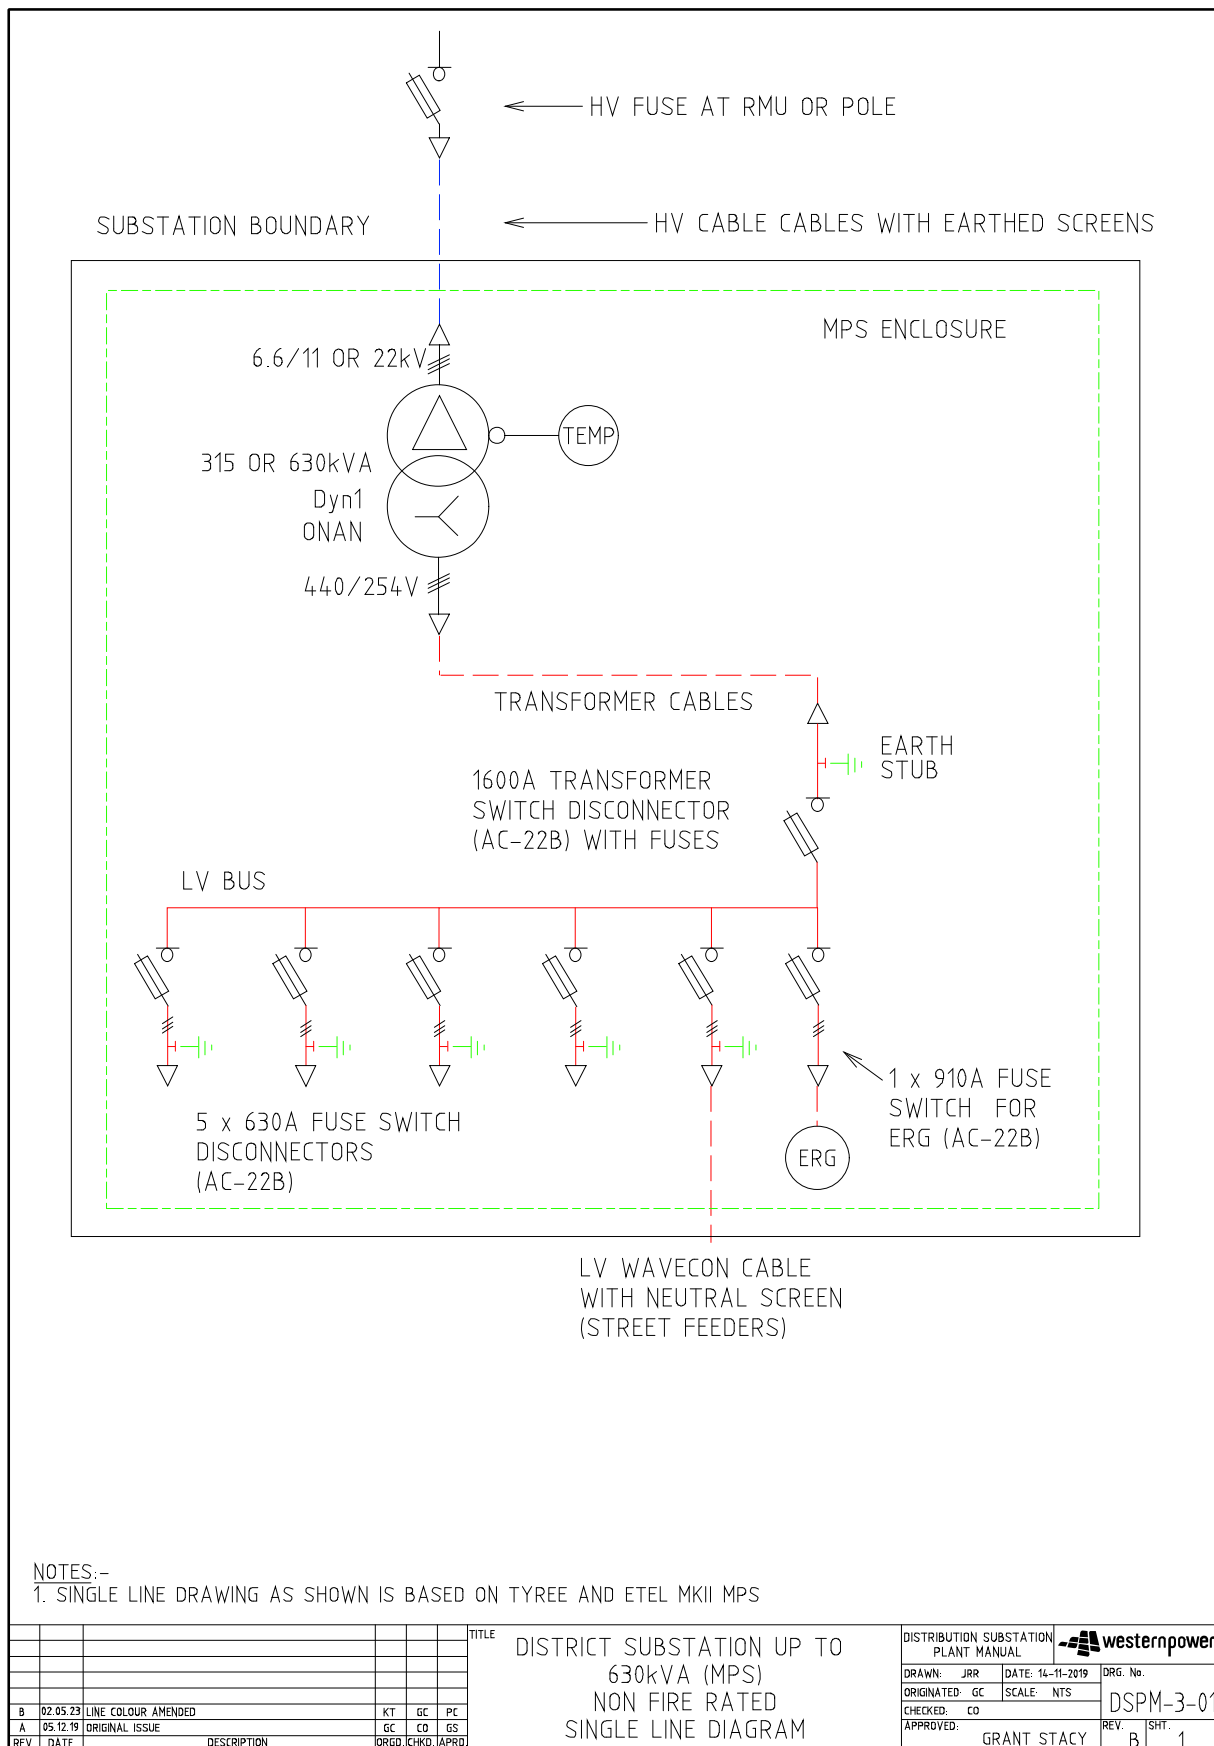 HV FUSE AT RMU OR POLE
SUBSTATION BOUNDARY
HV CABLE CABLES WITH EARTHED SCREENS
MPS ENCLOSURE
6.6/11 OR 22kV
TEMP
315 OR 630kVA
Dyn1
ONAN
440/254V
TRANSFORMER CABLES
EARTH
STUB
1600A TRANSFORMER
SWITCH DISCONNECTOR
(AC-22B) WITH FUSES
LV BUS
1 x 910A FUSE
SWITCH FOR
ERG (AC-22B)
5 x 630A FUSE SWITCH
DISCONNECTORS
(AC-22B)
ERG
LV WAVECON CABLE
WITH NEUTRAL SCREEN
(STREET FEEDERS)
NOTES:-
1. SINGLE LINE DRAWING AS SHOWN IS BASED ON TYREE AND ETEL MKII MPS
B 02.05.23 LINE COLOUR AMENDED KT GC PC
A 05.12.19 ORIGINAL ISSUE GC CO GS
REV DATE DESCRIPTION ORGD. CHKD. APRD.
TITLE
DISTRICT SUBSTATION UP TO
630kVA (MPS)
NON FIRE RATED
SINGLE LINE DIAGRAM
DISTRIBUTION SUBSTATION
PLANT MANUAL
westernpower
DRAWN: JRR DATE: 14-11-2019
ORIGINATED: GC SCALE: NTS
CHECKED: CO
APPROVED: GRANT STACY
DRG. No.
DSPM-3-01
REV. B SHT. 1